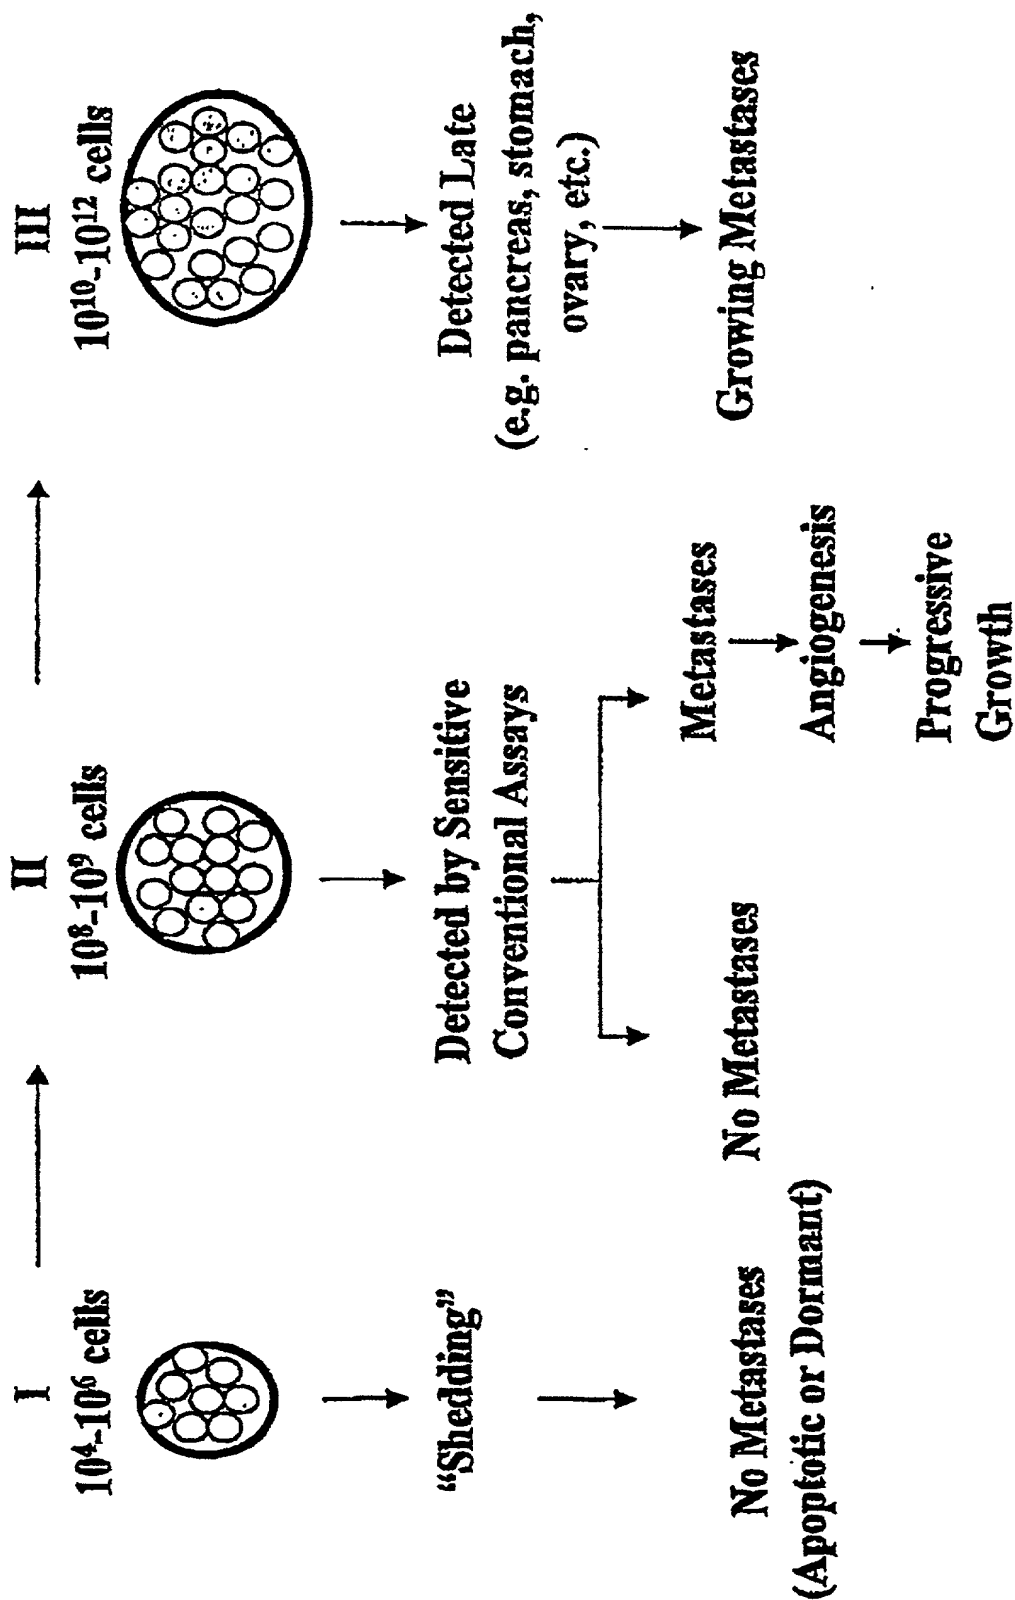 I
10⁴-10⁶ cells
"Shedding"
No Metastases
(Apoptotic or Dormant)
II
10⁸-10⁹ cells
Detected by Sensitive
Conventional Assays
No Metastases
Metastases
Angiogenesis
Progressive
Growth
III
10¹⁰-10¹² cells
Detected Late
(e.g. pancreas, stomach,
ovary, etc.)
Growing Metastases